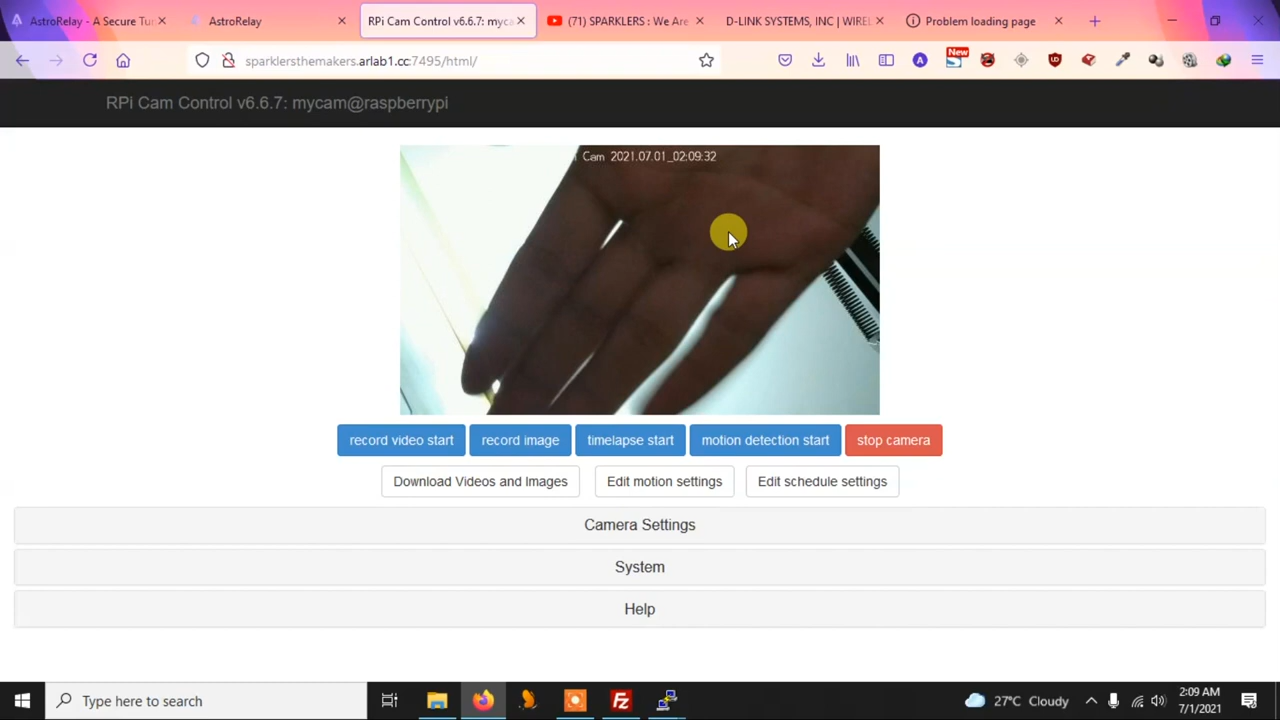 AstroRelay - A Secure Tu
AstroRelay
RPi Cam Control v6.6.7: myca
(71) SPARKLERS : We Are
D-LINK SYSTEMS, INC | WIREL
Problem loading page
sparklersthemakers.arlab1.cc:7495/html/
New
RPi Cam Control v6.6.7: mycam@raspberrypi
Cam 2021.07.01_02:09:32
record video start
record image
timelapse start
motion detection start
stop camera
Download Videos and Images
Edit motion settings
Edit schedule settings
Camera Settings
System
Help
Type here to search
27°C Cloudy
2:09 AM
7/1/2021